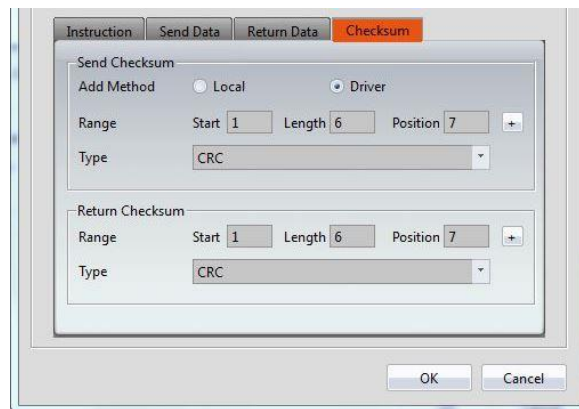 Instruction Send Data Return Data Checksum
Send Checksum
Add Method Local Driver
Range Start 1 Length 6 Position 7 +
Type CRC
Return Checksum
Range Start 1 Length 6 Position 7 +
Type CRC
OK Cancel